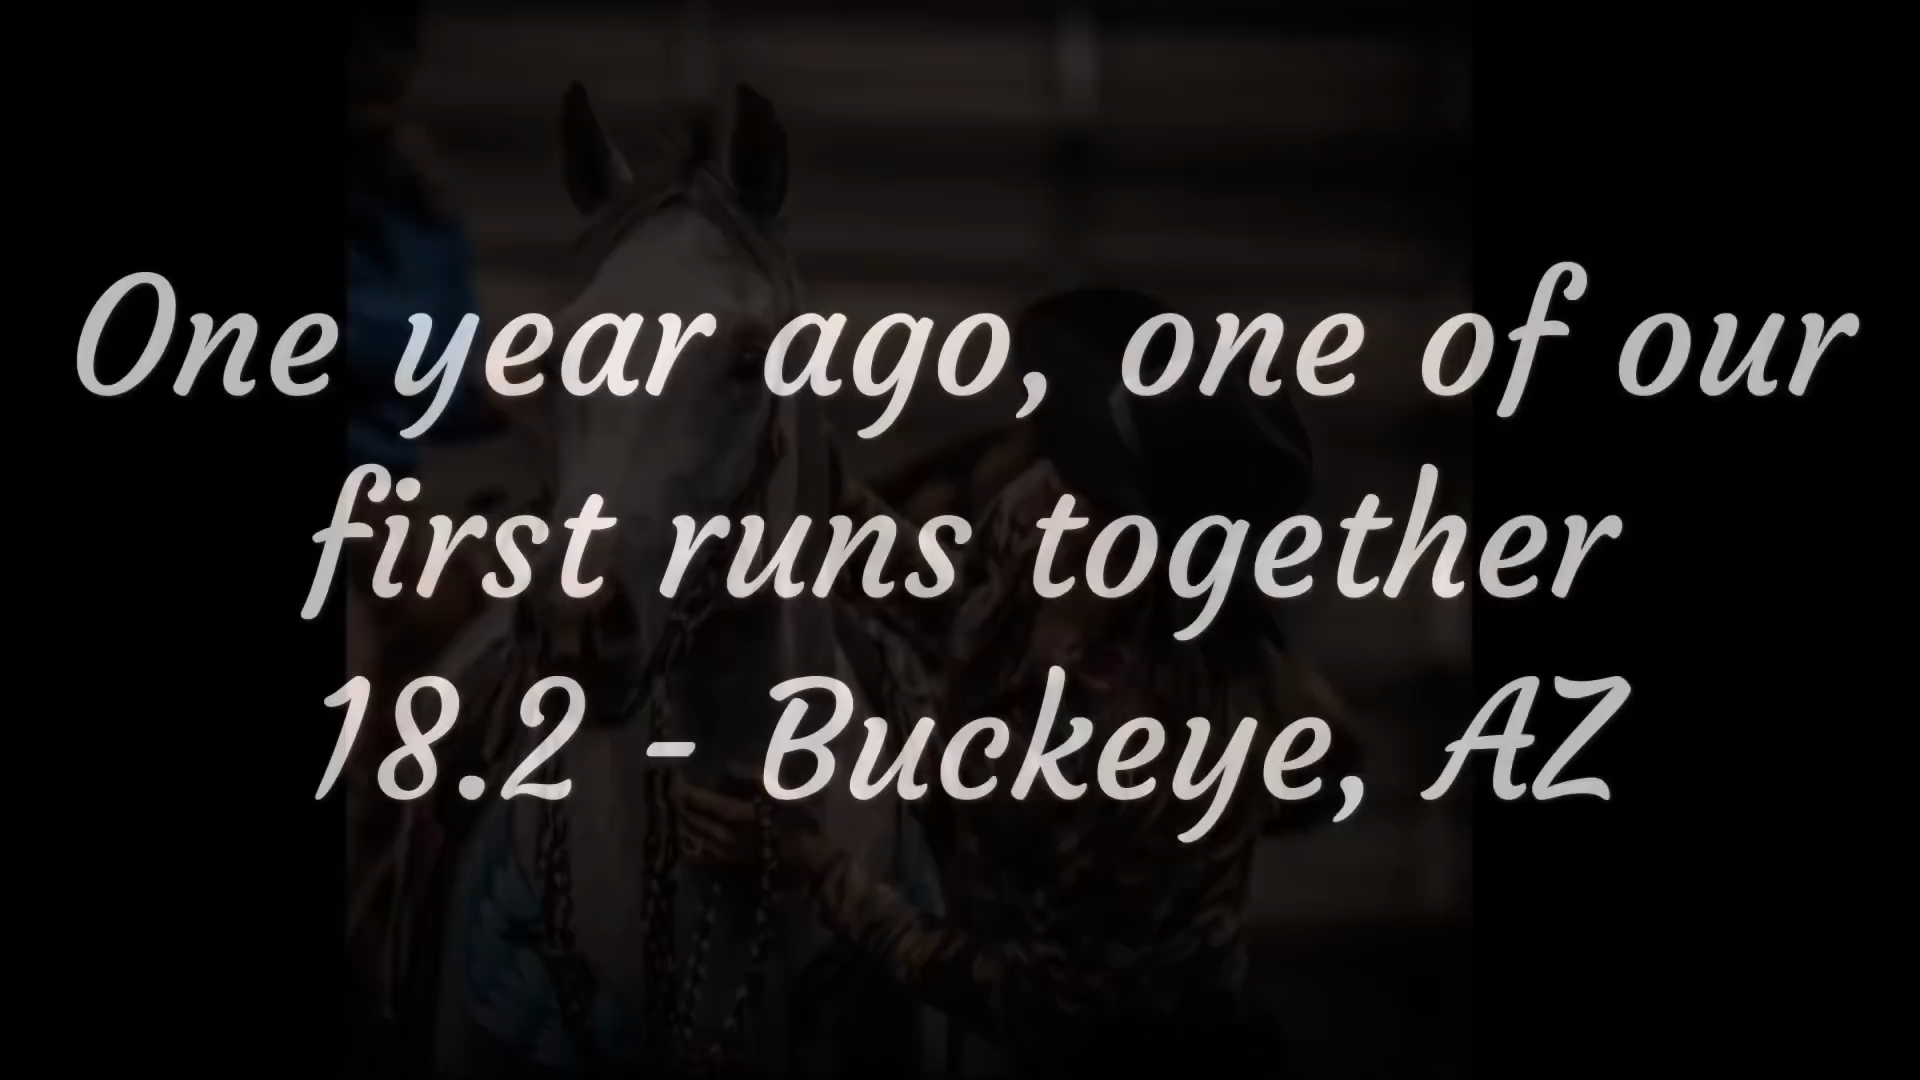 One year ago, one of our
first runs together
18.2 - Buckeye, AZ